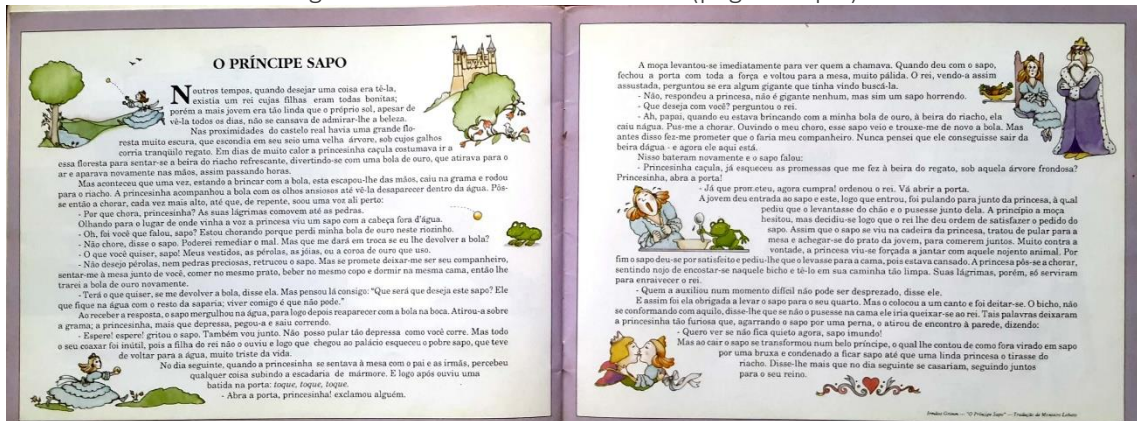 O PRÍNCIPE SAPO
Noutros tempos, quando desejar uma coisa era tê-la,
existia um rei cujas filhas eram todas bonitas;
porém a mais jovem era tão linda que o próprio sol, apesar de
vê-la todos os dias, não se cansava de admirar-lhe a beleza.
Nas proximidades do castelo real havia uma grande flo-
resta muito escura, que escondia em seu seio uma velha árvore, sob cujos galhos
corria tranqüilo regato. Em dias de muito calor a princesinha caçula costumava ir a
essa floresta para sentar-se a beira do riacho refrescante, divertindo-se com uma bola de ouro, que atirava para o
ar e aparava novamente nas mãos, assim passando horas.
Mas aconteceu que uma vez, estando a brincar com a bola, esta escapou-lhe das mãos, caiu na grama e rodou
para o riacho. A princesinha acompanhou a bola com os olhos ansiosos até vê-la desaparecer dentro da água. Pôs-
se então a chorar, cada vez mais alto, até que, de repente, soou uma voz ali perto:
- Por que chora, princesinha? As suas lágrimas comovem até as pedras.
Olhando para o lugar de onde vinha a voz a princesa viu um sapo com a cabeça fora d'água.
- Oh, foi você que falou, sapo? Estou chorando porque perdi minha bola de ouro neste riozinho.
- Não chore, disse o sapo. Poderei remediar o mal. Mas que me dará em troca se eu lhe devolver a bola?
- O que você quiser, sapo! Meus vestidos, as pérolas, as jóias, ou a coroa de ouro que uso.
- Não desejo pérolas, nem pedras preciosas, retrucou o sapo. Mas se promete deixar-me ser seu companheiro,
sentar-me à mesa junto de você, comer no mesmo prato, beber no mesmo copo e dormir na mesma cama, então lhe
trarei a bola de ouro novamente.
- Terá o que quiser, se me devolver a bola, disse ela. Mas pensou lá consigo: "Que será que deseja este sapo? Ele
que fique na água com o resto da saparia; viver comigo é que não pode."
Ao receber a resposta, o sapo mergulhou na água, para logo depois reaparecer com a bola na boca. Atirou-a sobre
a grama; a princesinha, mais que depressa, pegou-a e saiu correndo.
- Espere! espere! gritou o sapo. Também vou junto. Não posso pular tão depressa como você corre. Mas todo
o seu coaxar foi inútil, pois a filha do rei não o ouviu e logo que chegou ao palácio esqueceu o pobre sapo, que teve
de voltar para a água, muito triste da vida.
No dia seguinte, quando a princesinha se sentava à mesa com o pai e as irmãs, percebeu
qualquer coisa subindo a escadaria de mármore. E logo após ouviu uma
batida na porta: toque, toque, toque.
- Abra a porta, princesinha! exclamou alguém.
A moça levantou-se imediatamente para ver quem a chamava. Quando deu com o sapo,
fechou a porta com toda a força e voltou para a mesa, muito pálida. O rei, vendo-a assim
assustada, perguntou se era algum gigante que tinha vindo buscá-la.
- Não, respondeu a princesa, não é gigante nenhum, mas sim um sapo horrendo.
- Que deseja com você? perguntou o rei.
- Ah, papai, quando eu estava brincando com a minha bola de ouro, à beira do riacho, ela
caiu nágua. Pus-me a chorar. Ouvindo o meu choro, esse sapo veio e trouxe-me de novo a bola. Mas
antes disso fez-me prometer que o faria meu companheiro. Nunca pensei que ele conseguisse sair da
beira dágua - e agora ele aqui está.
Nisso bateram novamente e o sapo falou:
- Princesinha caçula, já esqueceu as promessas que me fez à beira do regato, sob aquela árvore frondosa?
Princesinha, abra a porta!
- Já que prometeu, agora cumpra! ordenou o rei. Vá abrir a porta.
A jovem deu entrada ao sapo e este, logo que entrou, foi pulando para junto da princesa, à qual
pediu que o levantasse do chão e o pusesse junto dela. A princípio a moça
hesitou, mas decidiu-se logo que o rei lhe deu ordem de satisfazer o pedido do
sapo. Assim que o sapo se viu na cadeira da princesa, tratou de pular para a
mesa e achegar-se do prato da jovem, para comerem juntos. Muito contra a
vontade, a princesa viu-se forçada a jantar com aquele nojento animal. Por
fim o sapo deu-se por satisfeito e pediu-lhe que o levasse para a cama, pois estava cansado. A princesa pôs-se a chorar,
sentindo nojo de encostar-se naquele bicho e tê-lo em sua caminha tão limpa. Suas lágrimas, porém, só serviram
para enraivecer o rei.
- Quem a auxiliou num momento difícil não pode ser desprezado, disse ele.
E assim foi ela obrigada a levar o sapo para o seu quarto. Mas o colocou a um canto e foi deitar-se. O bicho, não
se conformando com aquilo, disse-lhe que se não o pusesse na cama ele iria queixar-se ao rei. Tais palavras deixaram
a princesinha tão furiosa que, agarrando o sapo por uma perna, o atirou de encontro à parede, dizendo:
- Quero ver se não fica quieto agora, sapo imundo!
Mas ao cair o sapo se transformou num belo príncipe, o qual lhe contou de como fora virado em sapo
por uma bruxa e condenado a ficar sapo até que uma linda princesa o tirasse do
riacho. Disse-lhe mais que no dia seguinte se casariam, seguindo juntos
para o seu reino.
Irmãos Grimm — "O Príncipe Sapo" — Tradução de Monteiro Lobato